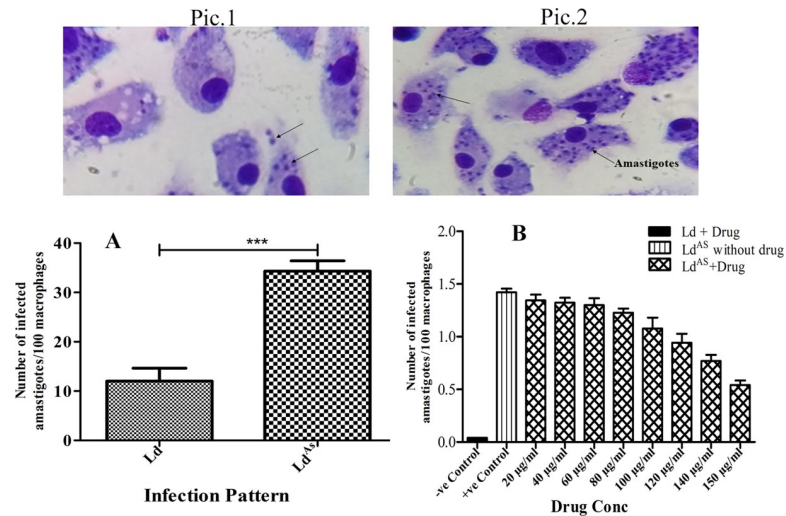 Pic.1
Pic.2
Amastigotes
A
***
Number of infected
amastigotes/100 macrophages
40
30
20
10
0
Ld
Ld^As
Infection Pattern
B
Ld + Drug
Ld^AS without drug
Ld^AS+Drug
Number of infected
amastigotes/100 macrophages
2.0
1.5
1.0
0.5
0.0
-ve Control
+ve Control
20 µg/ml
40 µg/ml
60 µg/ml
80 µg/ml
100 µg/ml
120 µg/ml
140 µg/ml
150 µg/ml
Drug Conc